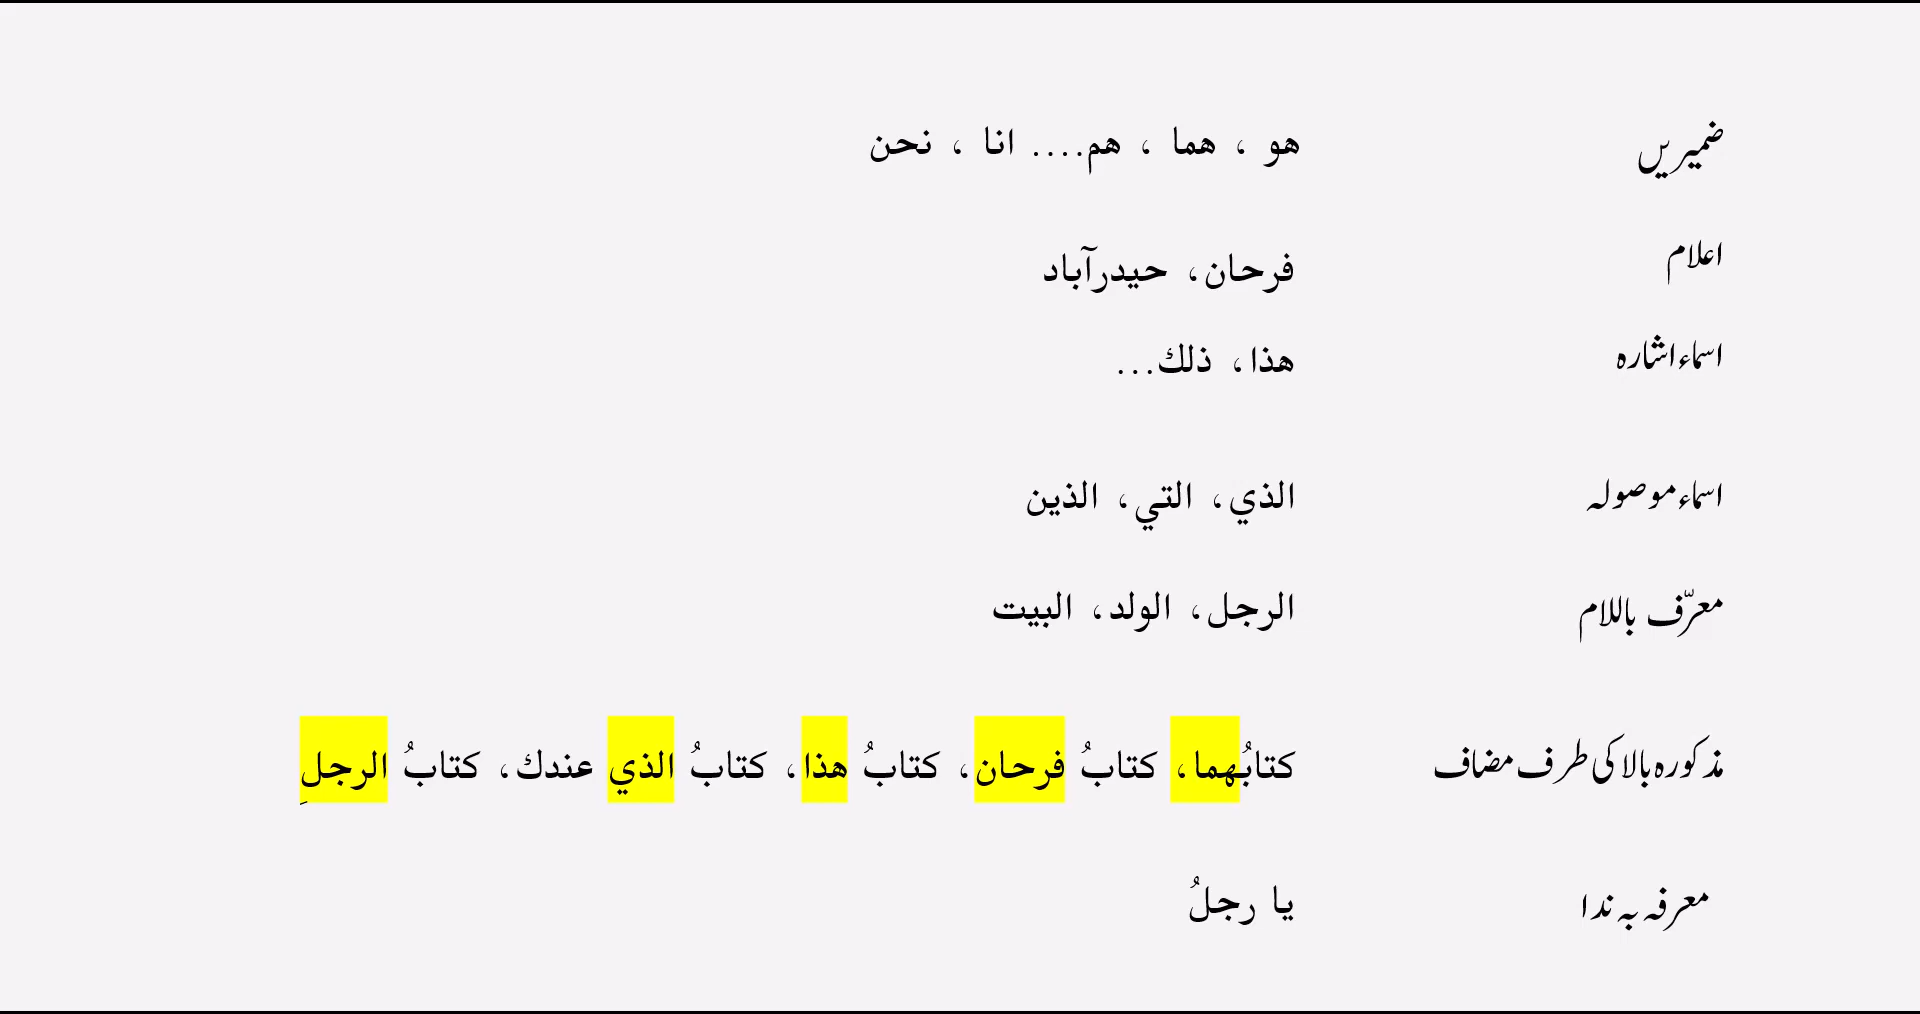 ضمیریں هو ، هما ، هم.... انا ، نحن
اعلام فرحان، حيدرآباد
اسماء اشارہ هذا، ذلك...
اسماء موصولہ الذي، التي، الذين
معرّف باللام الرجل، الولد، البيت
مذکورہ بالا کی طرف مضاف كتابُهما، كتابُ فرحان، كتابُ هذا، كتابُ الذي عندك، كتابُ الرجلِ
معرفہ بہ ندا يا رجلُ